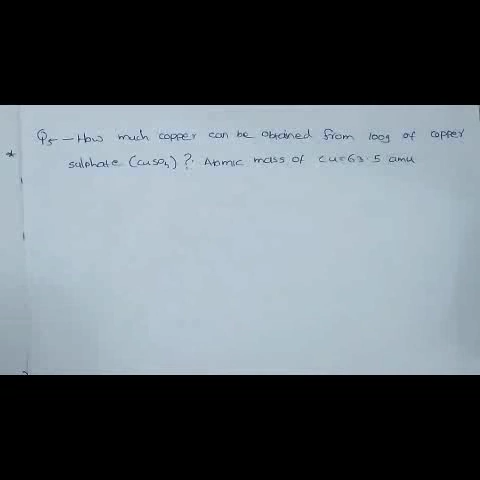 Q5 - How much copper can be obtained from 100g of copper
sulphate (CuSO4) ? Atomic mass of Cu=63.5 amu